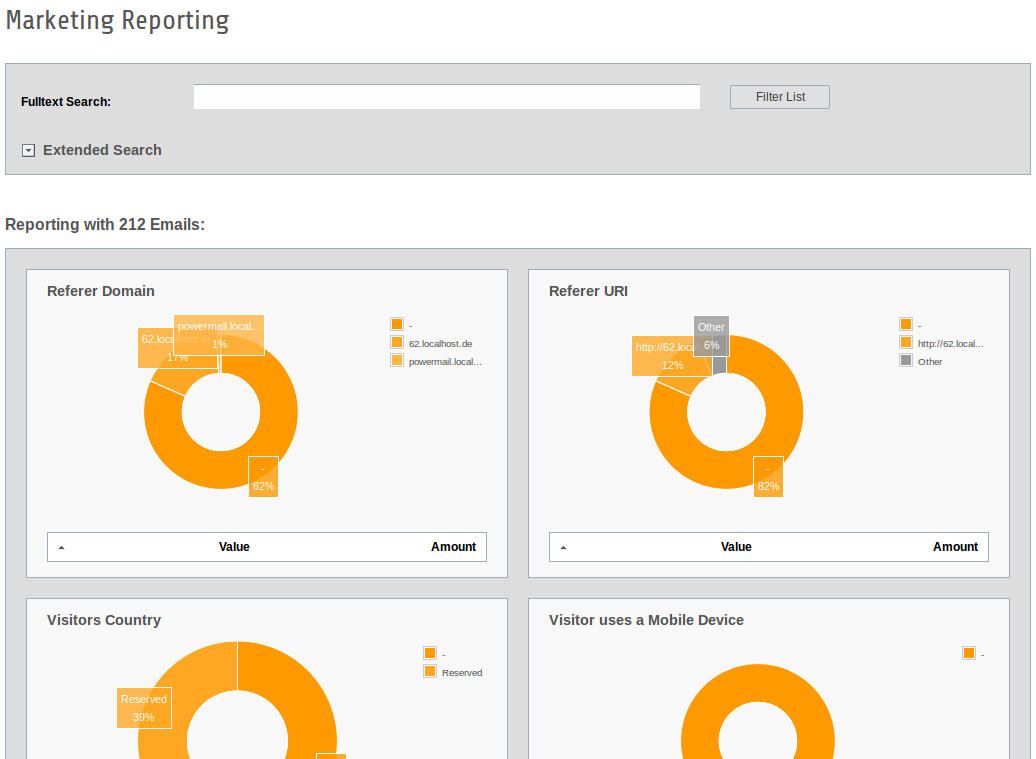 Marketing Reporting
Fulltext Search:
Filter List
Extended Search
Reporting with 212 Emails:
Referer Domain
powermail.local...
1%
62.localhost.de
17%
-
82%
-
62.localhost.de
powermail.local...
Value Amount
Referer URI
Other
6%
http://62.loca
12%
-
82%
-
http://62.local...
Other
Value Amount
Visitors Country
Reserved
39%
-
Reserved
Visitor uses a Mobile Device
-